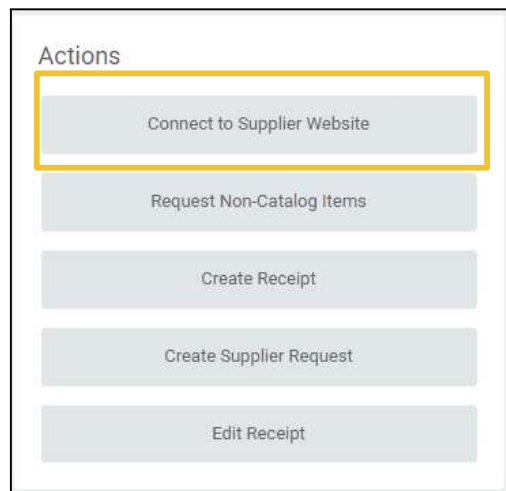 Actions
Connect to Supplier Website
Request Non-Catalog Items
Create Receipt
Create Supplier Request
Edit Receipt